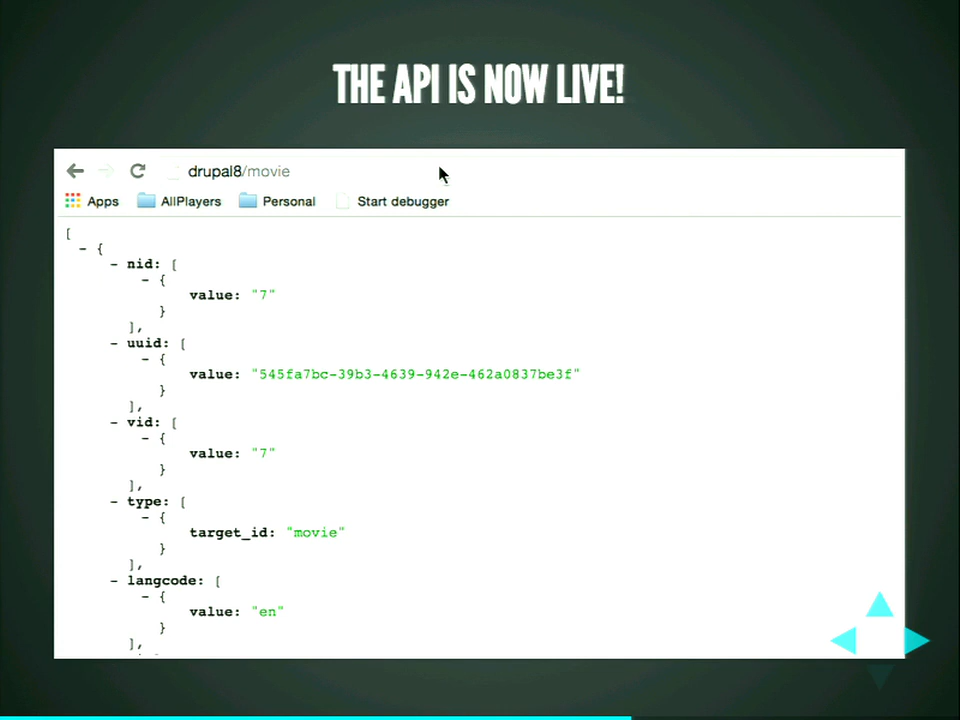 THE API IS NOW LIVE!
drupal8/movie
Apps AllPlayers Personal Start debugger
[
- {
- nid: [
- {
value: "7"
}
],
- uuid: [
- {
value: "545fa7bc-39b3-4639-942e-462a0837be3f"
}
],
- vid: [
- {
value: "7"
}
],
- type: [
- {
target_id: "movie"
}
],
- langcode: [
- {
value: "en"
}
],